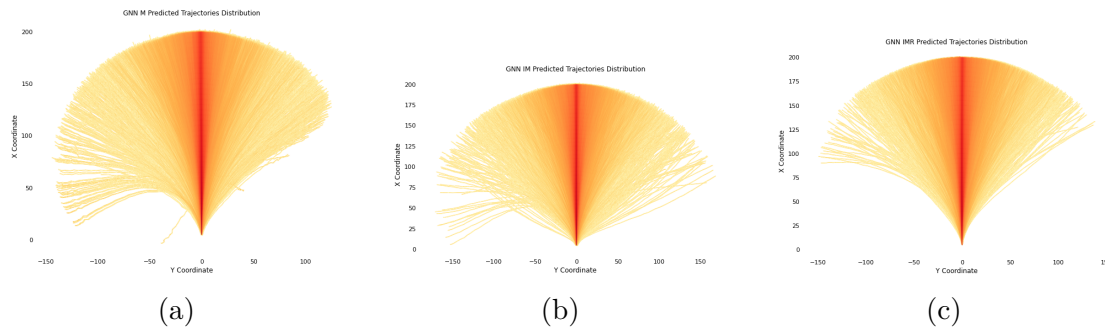 GNN M Predicted Trajectories Distribution
200
150
100
50
0
X Coordinate
−150 −100 −50 0 50 100
Y Coordinate
(a)
GNN IM Predicted Trajectories Distribution
200
175
150
125
100
75
50
25
0
X Coordinate
−150 −100 −50 0 50 100 150
Y Coordinate
(b)
GNN IMR Predicted Trajectories Distribution
200
175
150
125
100
75
50
25
0
X Coordinate
−150 −100 −50 0 50 100 150
Y Coordinate
(c)